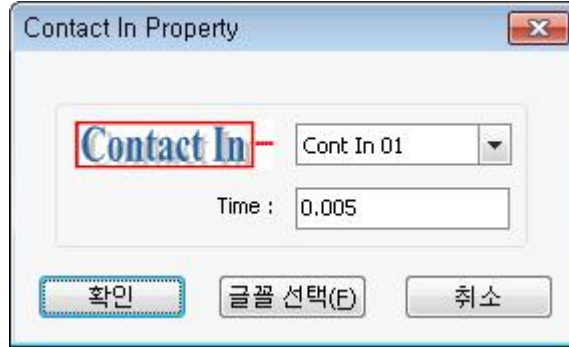 Contact In Property
Contact In
Cont In 01
Time :
0.005
확인
글꼴 선택(F)
취소